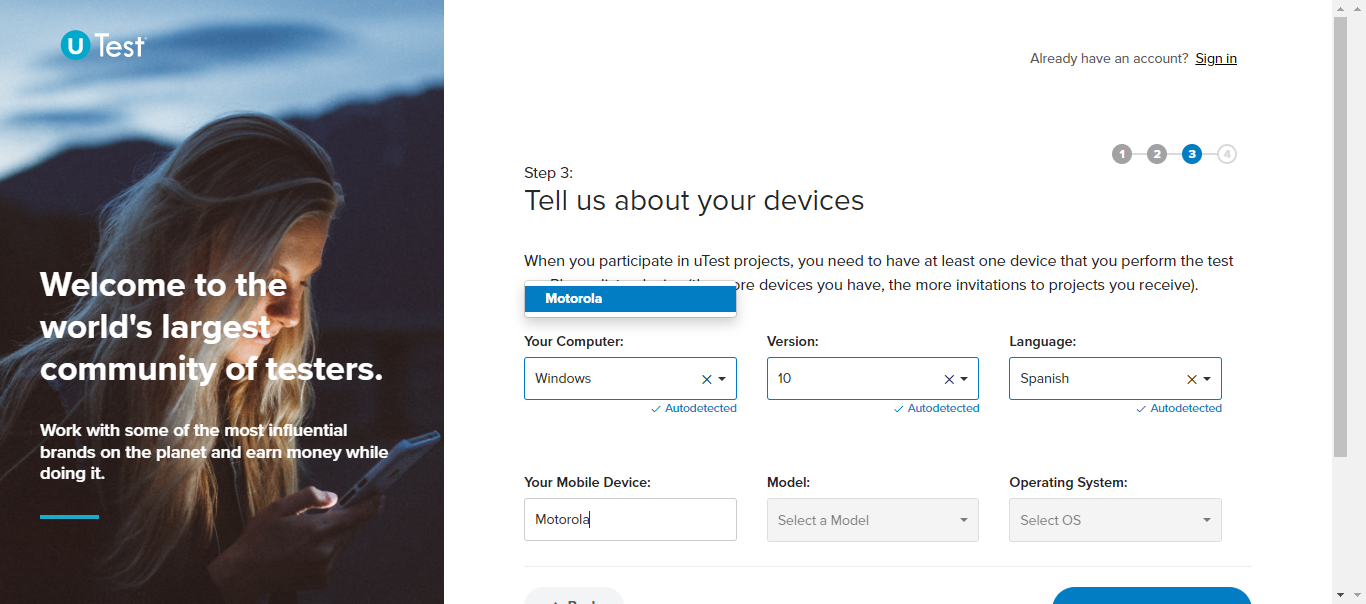 U Test
Already have an account? Sign in
1 2 3 4
Step 3:
Tell us about your devices
When you participate in uTest projects, you need to have at least one device that you perform the test
ore devices you have, the more invitations to projects you receive).
Motorola
Welcome to the
world's largest
community of testers.
Work with some of the most influential
brands on the planet and earn money while
doing it.
Your Computer: Version: Language:
Windows 10 Spanish
Autodetected Autodetected Autodetected
Your Mobile Device: Model: Operating System:
Motorola Select a Model Select OS